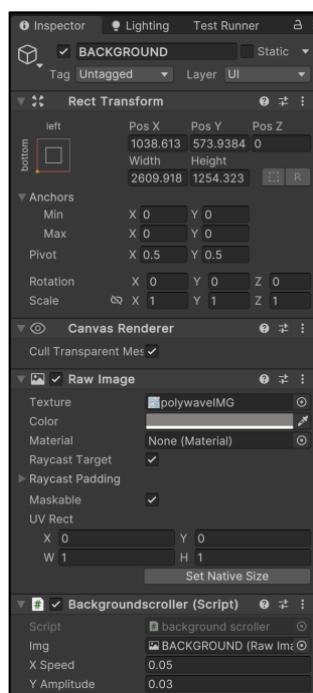 Inspector Lighting Test Runner
BACKGROUND Static
Tag Untagged Layer UI
Rect Transform
left Pos X Pos Y Pos Z
bottom 1038.613 573.9384 0
Width Height
2609.918 1254.323 R
Anchors
Min X 0 Y 0
Max X 0 Y 0
Pivot X 0.5 Y 0.5
Rotation X 0 Y 0 Z 0
Scale X 1 Y 1 Z 1
Canvas Renderer
Cull Transparent Mes
Raw Image
Texture polywaveIMG
Color
Material None (Material)
Raycast Target
Raycast Padding
Maskable
UV Rect
X 0 Y 0
W 1 H 1
Set Native Size
# Backgroundscroller (Script)
Script # background scroller
Img BACKGROUND (Raw Ima
X Speed 0.05
Y Amplitude 0.03